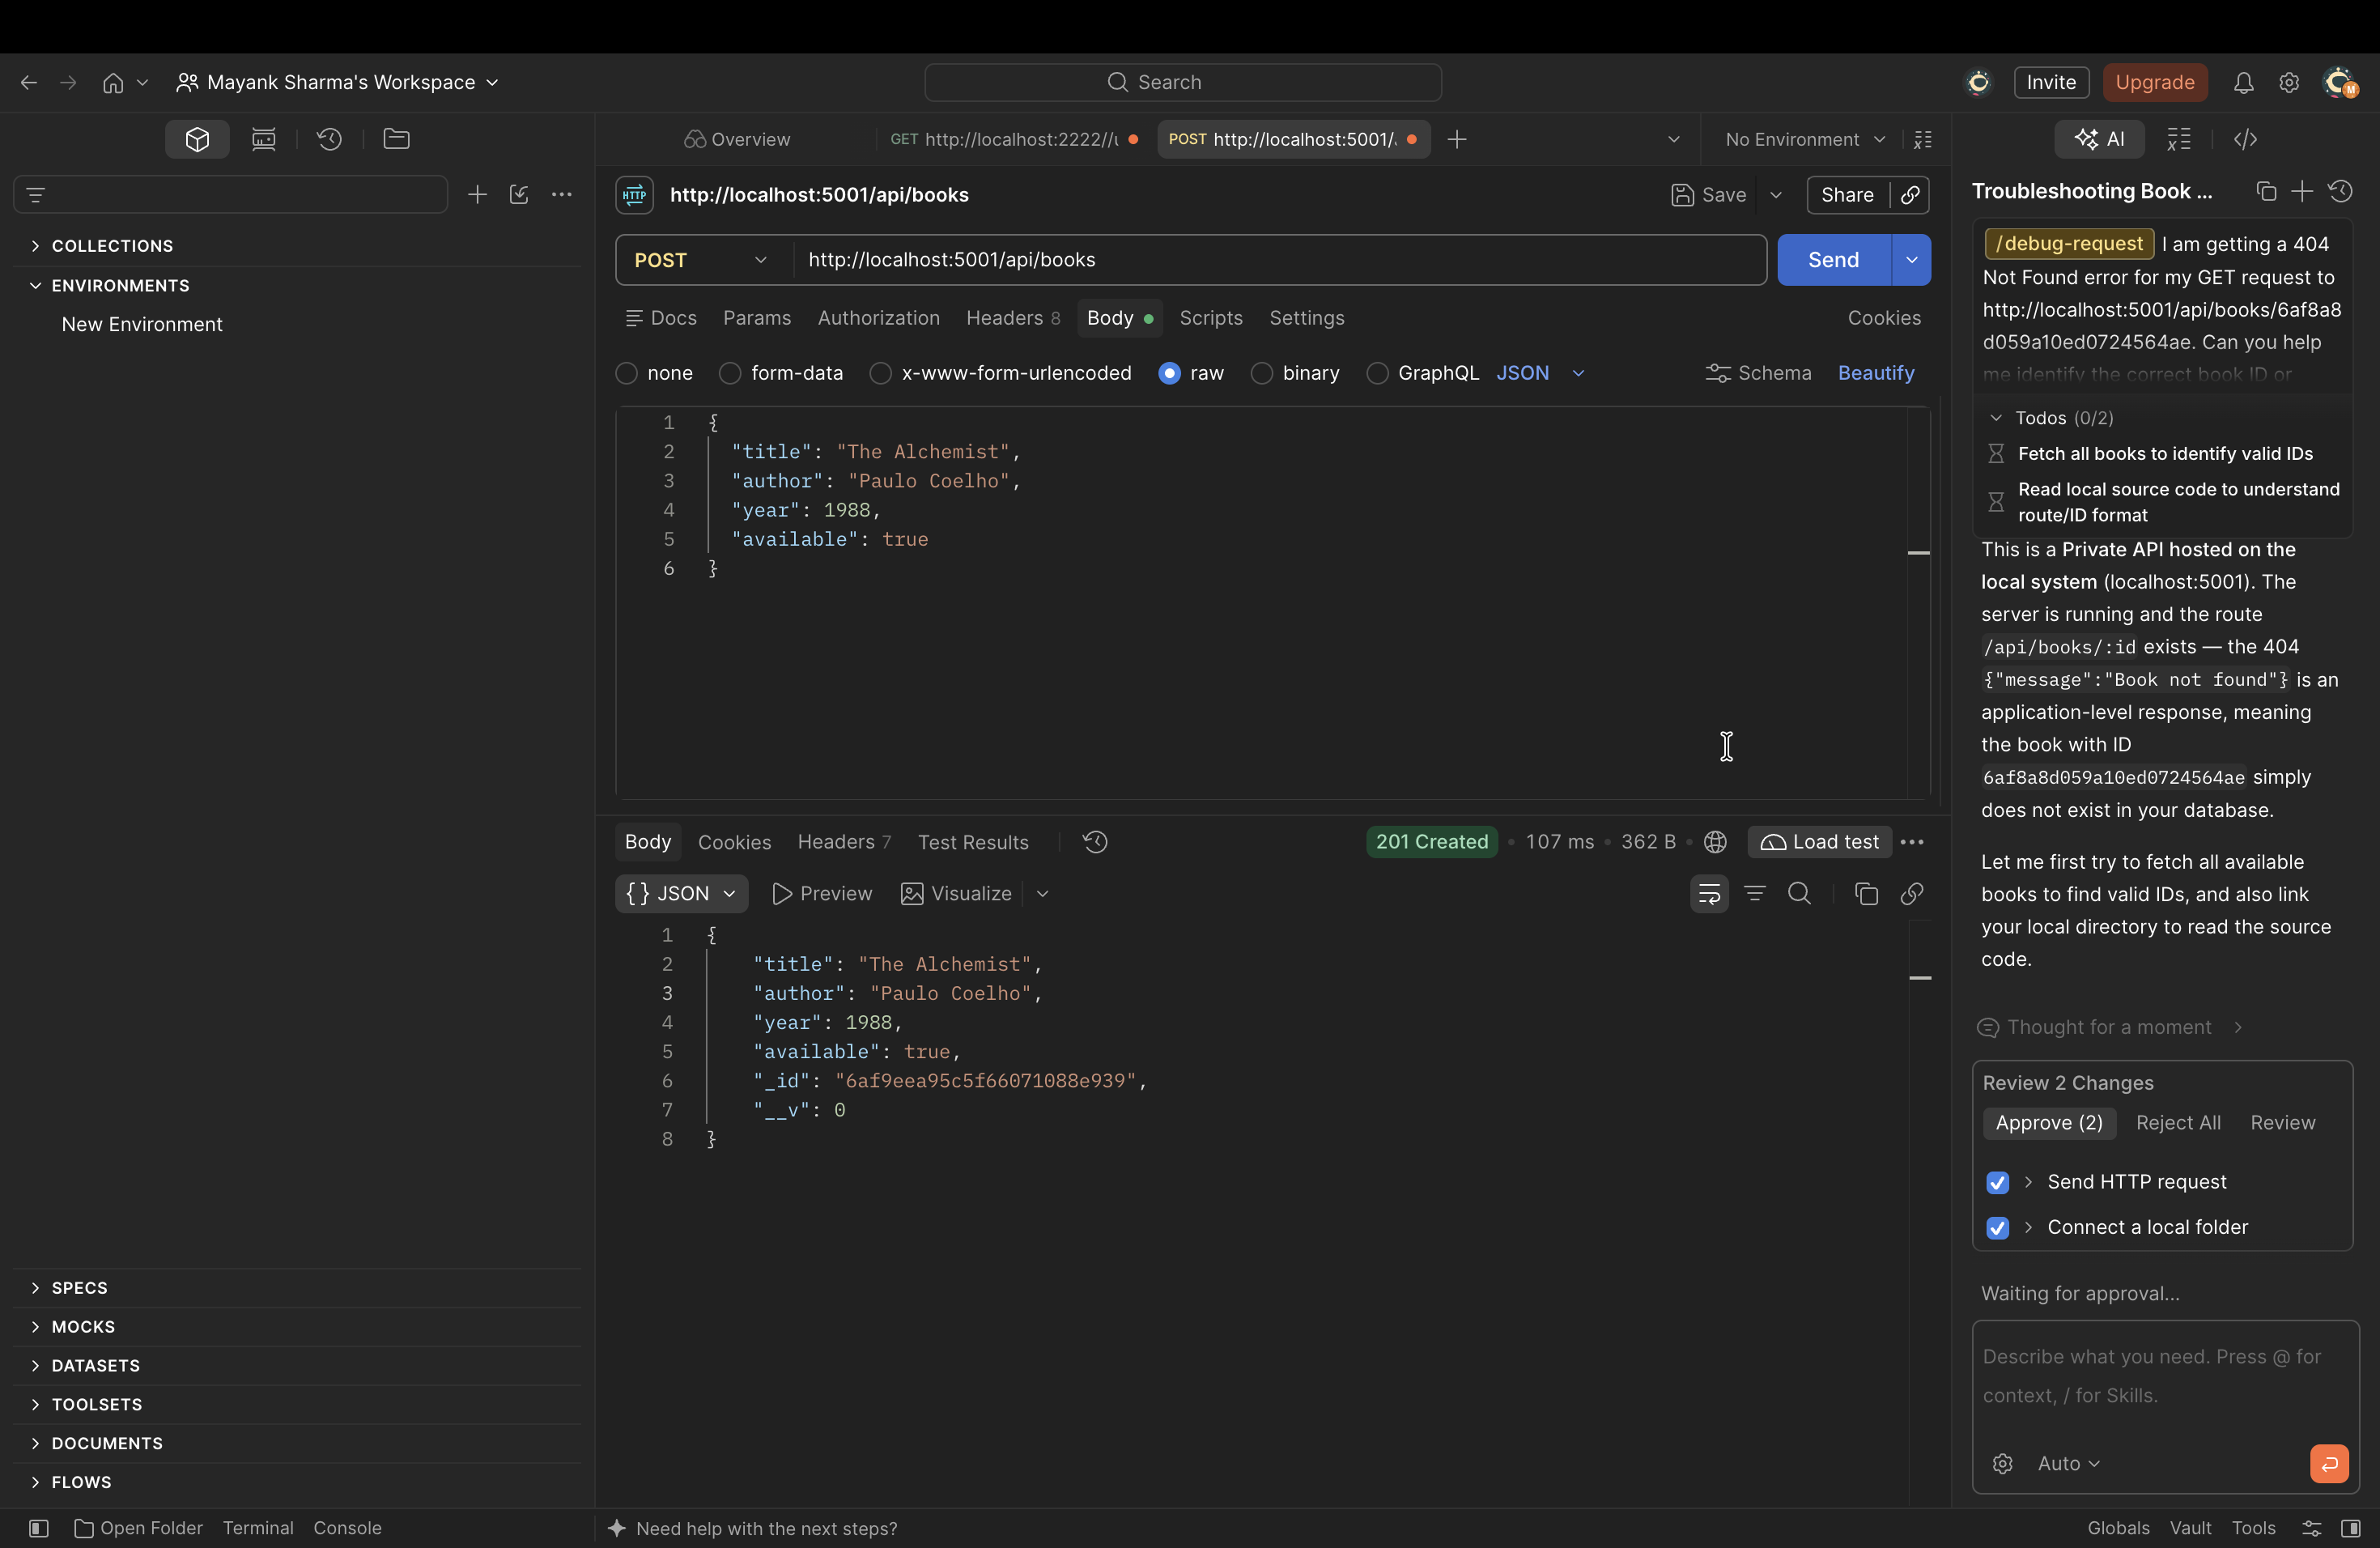 Mayank Sharma's Workspace
Search
Invite
Upgrade
M
Overview
GET http://localhost:2222//
POST http://localhost:5001/.
No Environment
AI
HTTP
http://localhost:5001/api/books
Save
Share
POST
http://localhost:5001/api/books
Send
Docs
Params
Authorization
Headers 8
Body
Scripts
Settings
Cookies
none
form-data
x-www-form-urlencoded
raw
binary
GraphQL
JSON
Schema
Beautify
1 {
2 "title": "The Alchemist",
3 "author": "Paulo Coelho",
4 "year": 1988,
5 "available": true
6 }
Body
Cookies
Headers 7
Test Results
201 Created
107 ms
362 B
Load test
{} JSON
Preview
Visualize
1 {
2 "title": "The Alchemist",
3 "author": "Paulo Coelho",
4 "year": 1988,
5 "available": true,
6 "_id": "6af9eea95c5f66071088e939",
7 "__v": 0
8 }
COLLECTIONS
ENVIRONMENTS
New Environment
SPECS
MOCKS
DATASETS
TOOLSETS
DOCUMENTS
FLOWS
Troubleshooting Book ...
/debug-request I am getting a 404
Not Found error for my GET request to
http://localhost:5001/api/books/6af8a8
d059a10ed0724564ae. Can you help
me identify the correct book ID or
Todos (0/2)
Fetch all books to identify valid IDs
Read local source code to understand
route/ID format
This is a Private API hosted on the
local system (localhost:5001). The
server is running and the route
/api/books/:id exists — the 404
{"message":"Book not found"} is an
application-level response, meaning
the book with ID
6af8a8d059a10ed0724564ae simply
does not exist in your database.
Let me first try to fetch all available
books to find valid IDs, and also link
your local directory to read the source
code.
Thought for a moment
Review 2 Changes
Approve (2)
Reject All
Review
Send HTTP request
Connect a local folder
Waiting for approval...
Describe what you need. Press @ for
context, / for Skills.
Auto
Open Folder
Terminal
Console
Need help with the next steps?
Globals
Vault
Tools